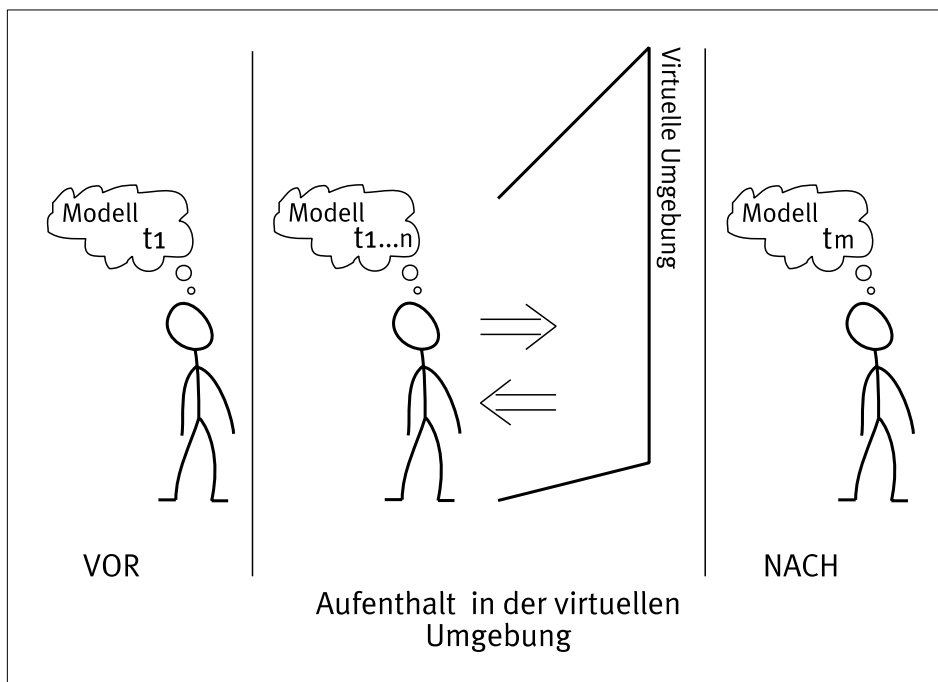 Modell
t1
VOR
Modell
t1...n
Virtuelle Umgebung
Aufenthalt in der virtuellen
Umgebung
Modell
tm
NACH